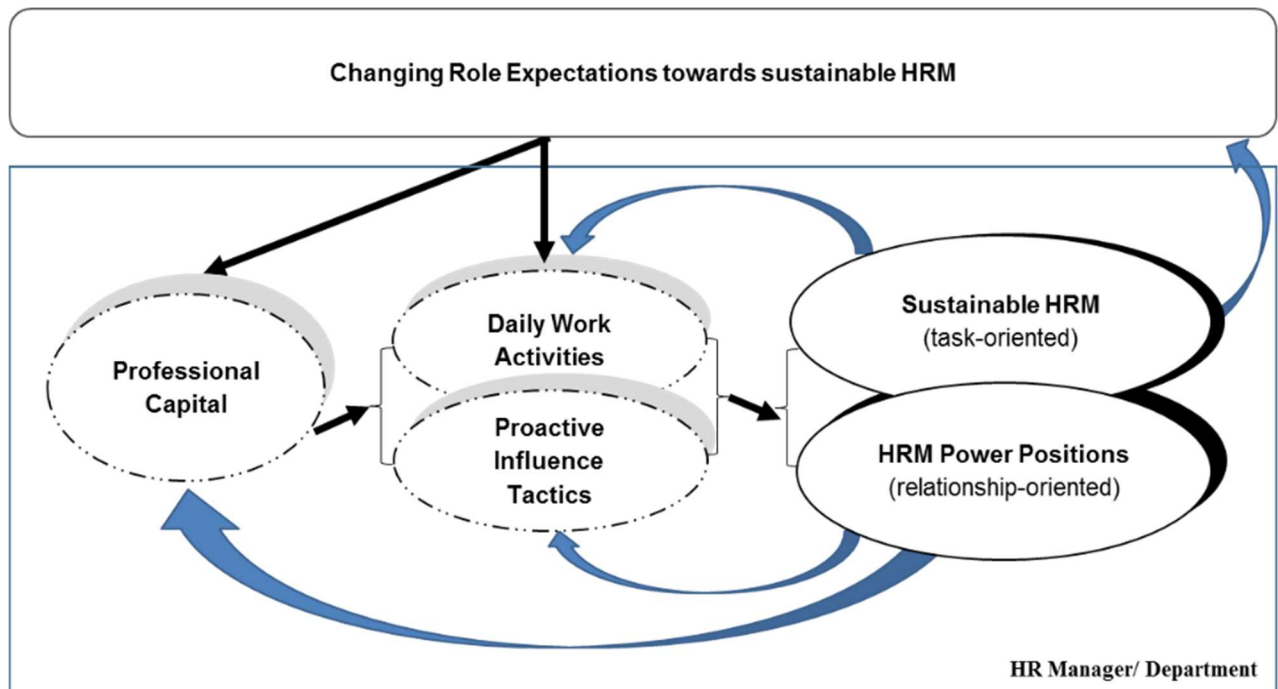 Changing Role Expectations towards sustainable HRM
Professional
Capital
Daily Work
Activities
Proactive
Influence
Tactics
Sustainable HRM
(task-oriented)
HRM Power Positions
(relationship-oriented)
HR Manager/ Department